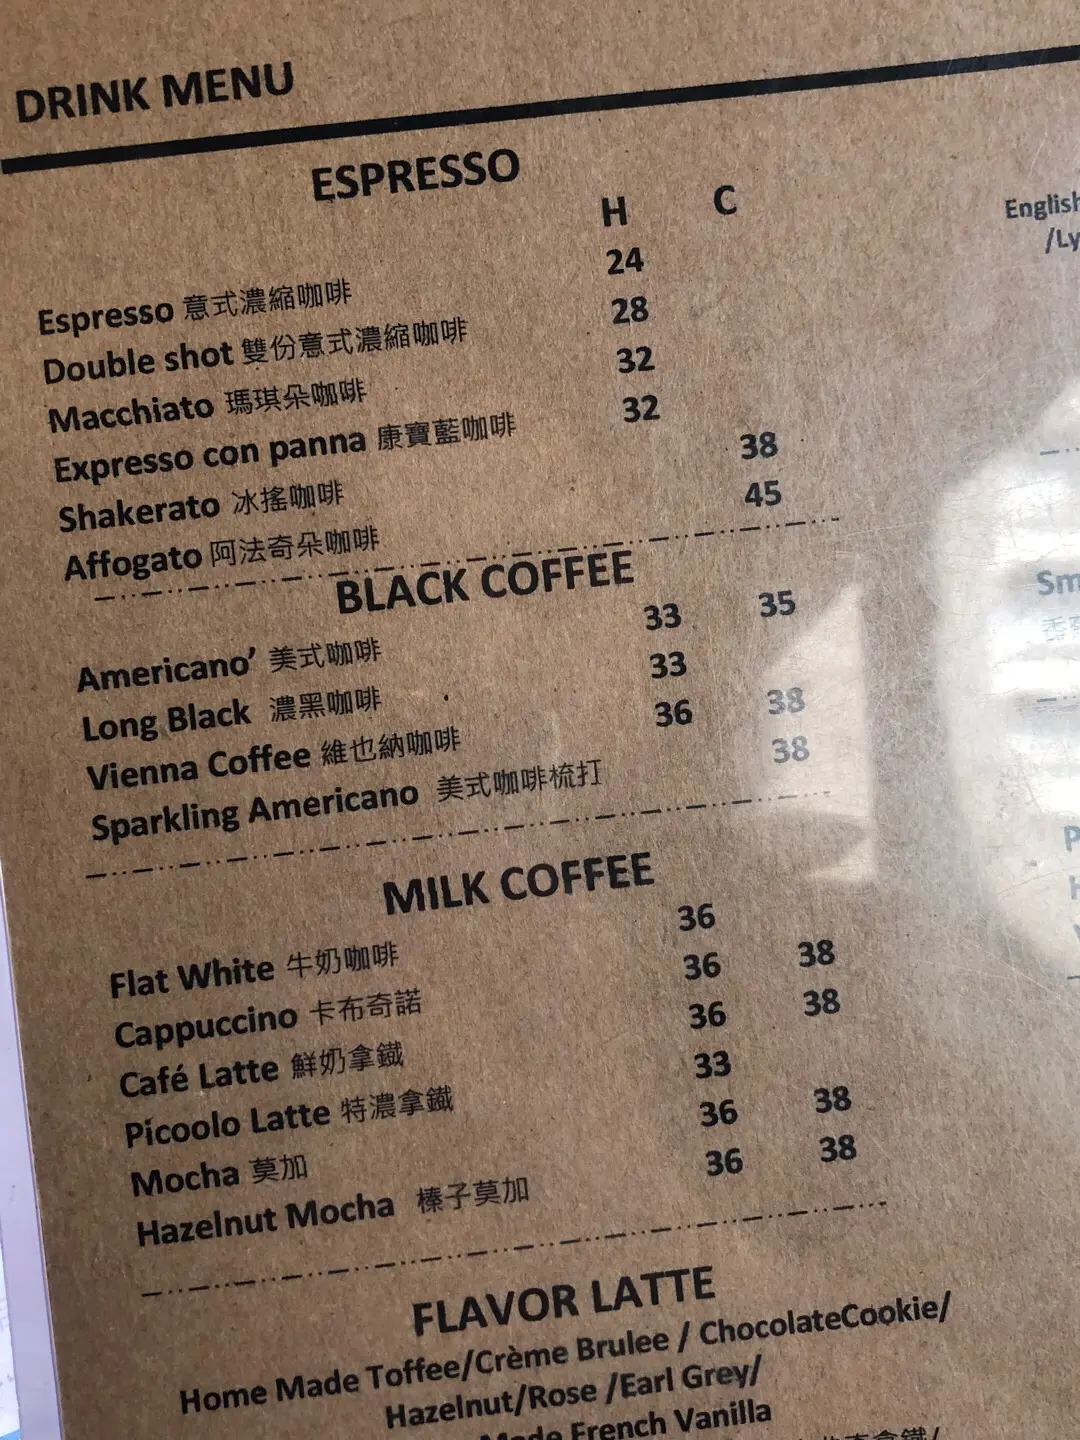 DRINK MENU
ESPRESSO
H C
Espresso 意式濃縮咖啡 24
Double shot 雙份意式濃縮咖啡 28
Macchiato 瑪琪朵咖啡 32
Expresso con panna 康寶藍咖啡 32
Shakerato 冰搖咖啡 38
Affogato 阿法奇朵咖啡 45
BLACK COFFEE
Americano’ 美式咖啡 33 35
Long Black 濃黑咖啡 33
Vienna Coffee 維也納咖啡 36 38
Sparkling Americano 美式咖啡梳打 38
MILK COFFEE
Flat White 牛奶咖啡 36
Cappuccino 卡布奇諾 36 38
Café Latte 鮮奶拿鐵 36 38
Picoolo Latte 特濃拿鐵 33
Mocha 莫加 36 38
Hazelnut Mocha 榛子莫加 36 38
FLAVOR LATTE
Home Made Toffee/Crème Brulee / ChocolateCookie/
Hazelnut/Rose /Earl Grey/
Made French Vanilla
English
/Ly
Sm